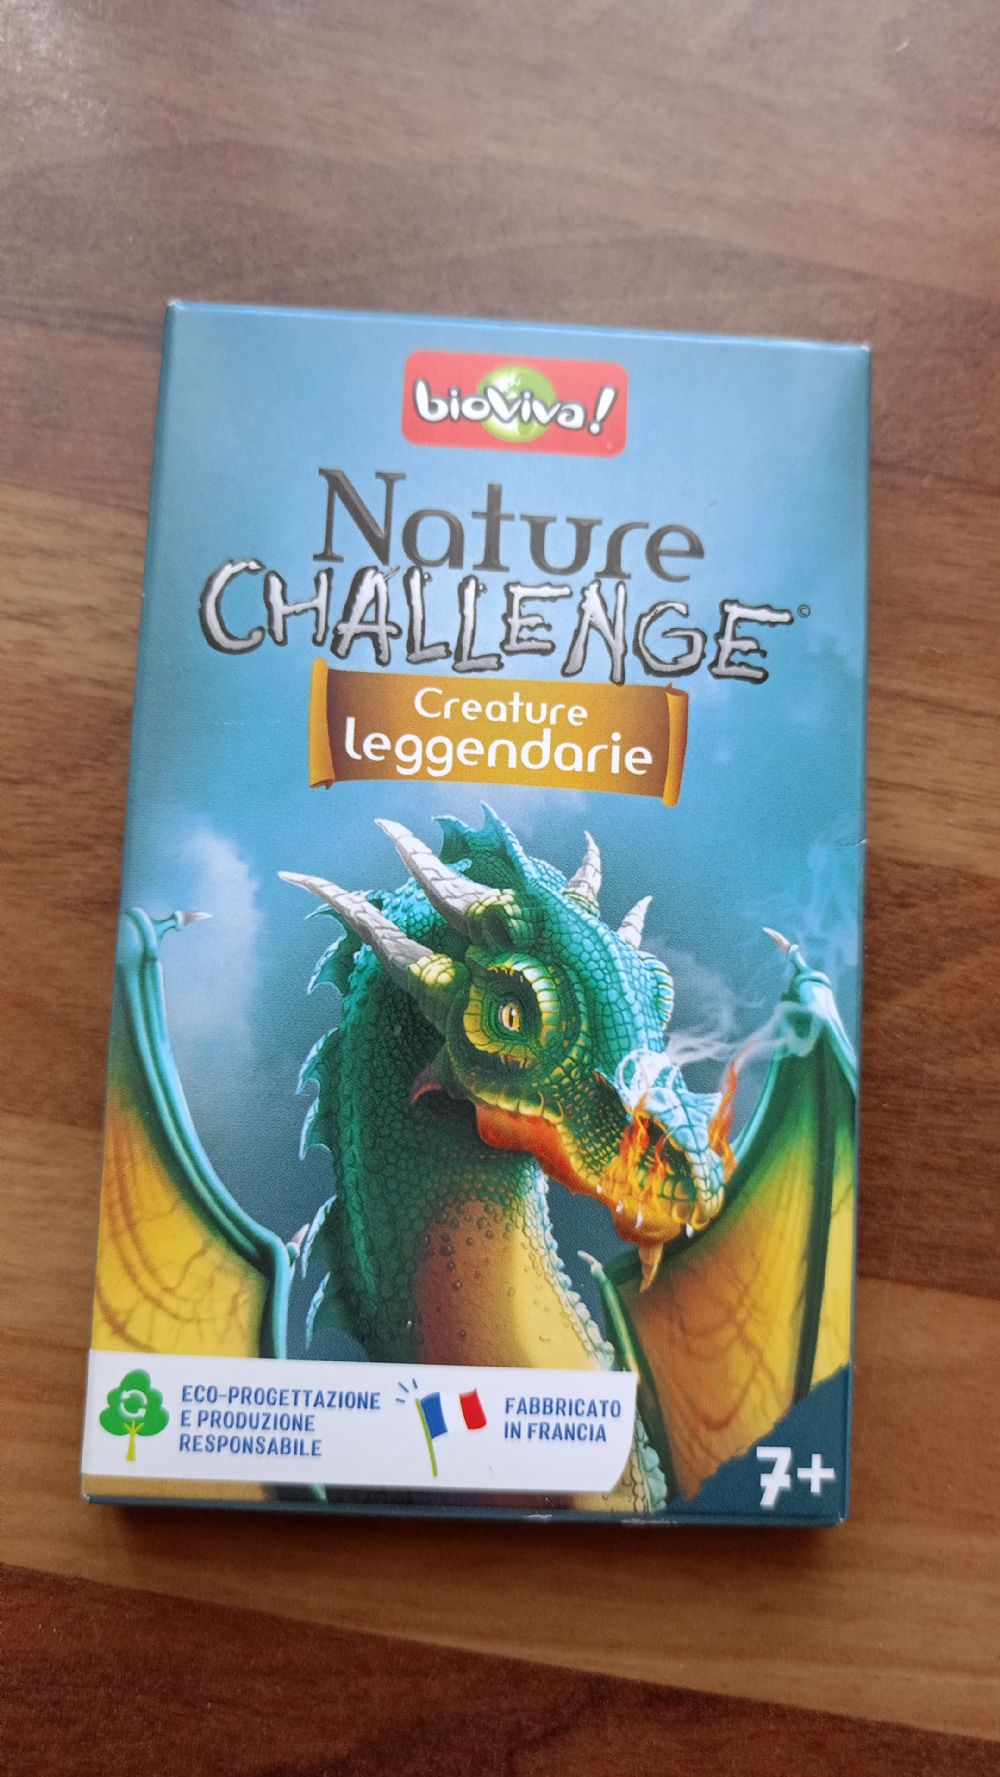 bioviva!
Nature
CHALLENGE©
Creature
leggendarie
ECO-PROGETTAZIONE
E PRODUZIONE
RESPONSABILE
FABBRICATO
IN FRANCIA
7+